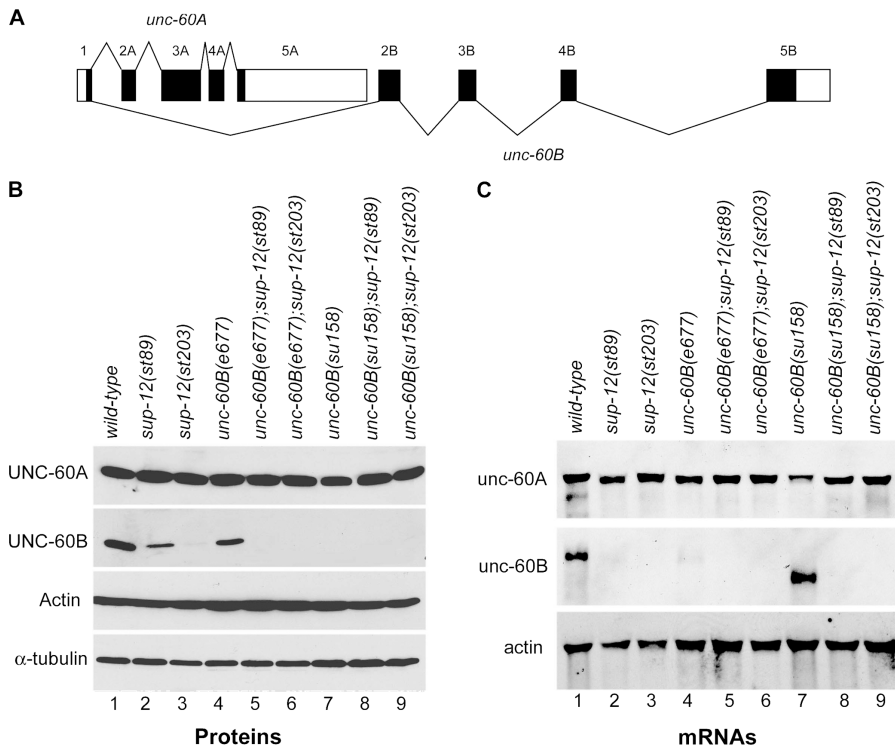 A
unc-60A
1 2A 3A 4A 5A 2B 3B 4B 5B
unc-60B
B
wild-type
sup-12(st89)
sup-12(st203)
unc-60B(e677)
unc-60B(e677);sup-12(st89)
unc-60B(e677);sup-12(st203)
unc-60B(su158)
unc-60B(su158);sup-12(st89)
unc-60B(su158);sup-12(st203)
UNC-60A
UNC-60B
Actin
α-tubulin
1 2 3 4 5 6 7 8 9
Proteins
C
wild-type
sup-12(st89)
sup-12(st203)
unc-60B(e677)
unc-60B(e677);sup-12(st89)
unc-60B(e677);sup-12(st203)
unc-60B(su158)
unc-60B(su158);sup-12(st89)
unc-60B(su158);sup-12(st203)
unc-60A
unc-60B
actin
1 2 3 4 5 6 7 8 9
mRNAs